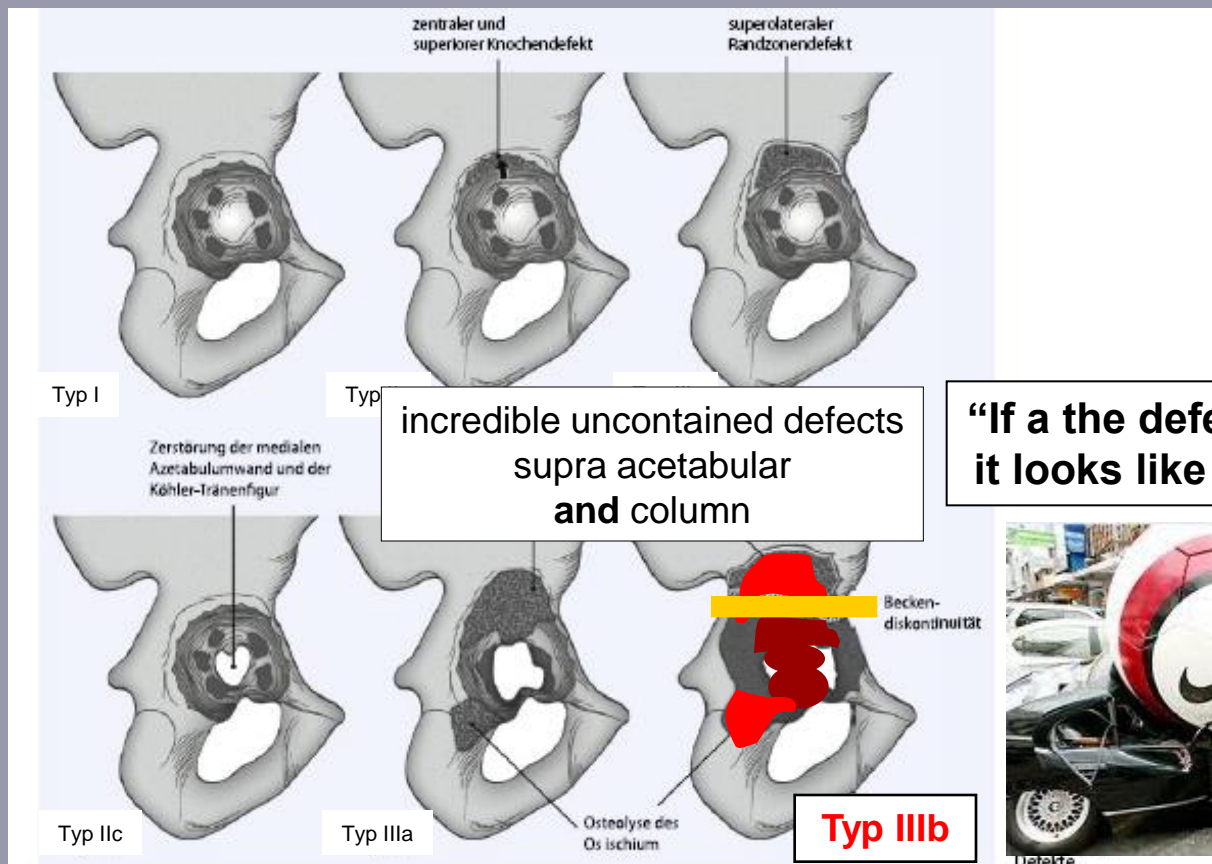 zentraler und
superiorer Knochendefekt
superolateraler
Randzonendefekt
Typ I
Typ
incredible uncontained defects
supra acetabular
and column
“If a the defe
it looks like
Zerstörung der medialen
Azetabulumwand und der
Köhler-Tränenfigur
Becken-
diskontinuität
Typ IIc
Typ IIIa
Osteolyse des
Os ischium
Typ IIIb
Defekte